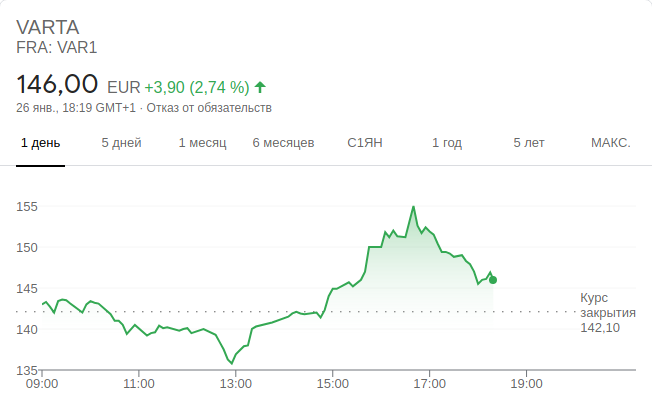 VARTA
FRA: VAR1
146,00 EUR +3,90 (2,74 %)
26 янв., 18:19 GMT+1 · Отказ от обязательств
1 день 5 дней 1 месяц 6 месяцев С1ЯН 1 год 5 лет МАКС.
155
150
145
140
135
Курс
закрытия
142,10
09:00 11:00 13:00 15:00 17:00 19:00